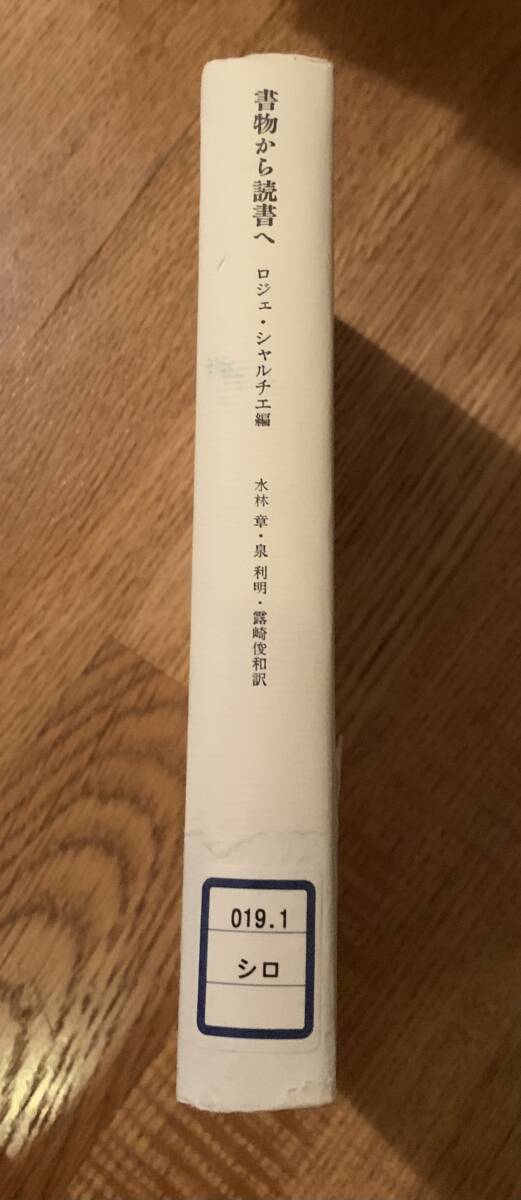 書物から読書へ
ロジェ・シャルチエ編
水林 章・泉 利明・露崎俊和訳
019.1
シロ